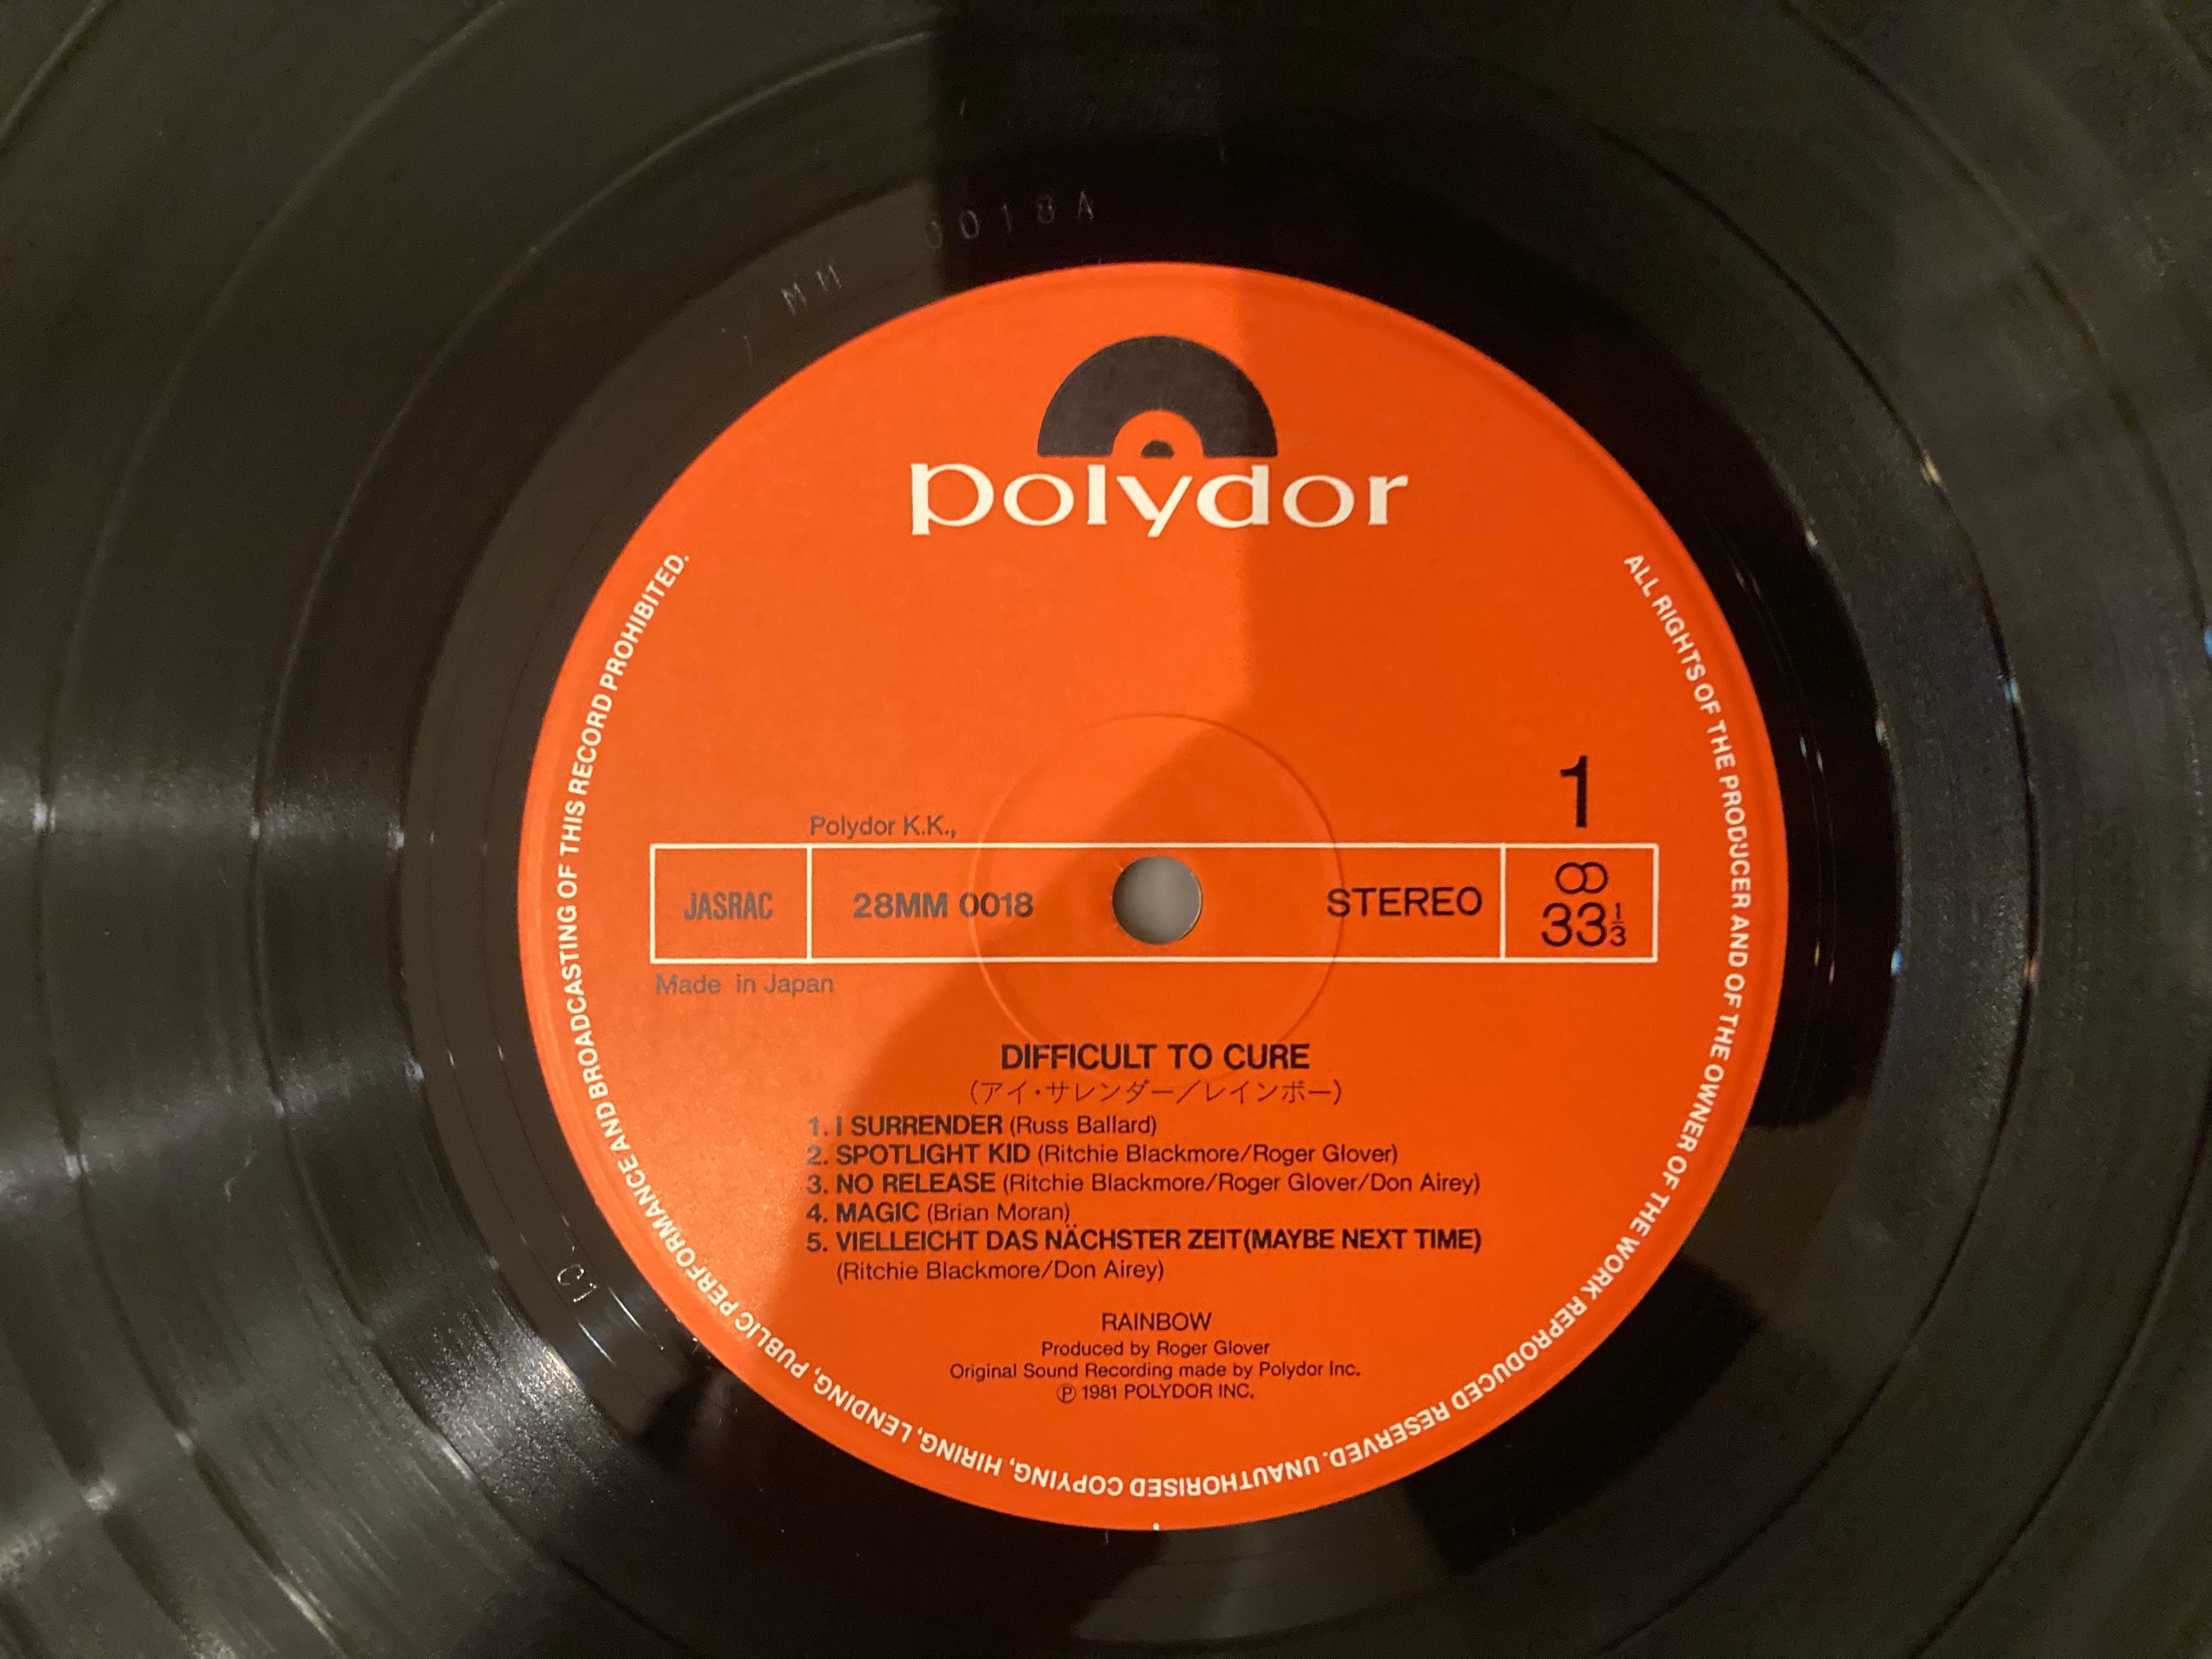 MM 0018A
polydor
ALL RIGHTS OF THE PRODUCER AND OF THE OWNER OF THE WORK REPRODUCED RESERVED. UNAUTHORISED COPYING, HIRING, LENDING, PUBLIC PERFORMANCE AND BROADCASTING OF THIS RECORD PROHIBITED.
1
Polydor K.K.,
JASRAC 28MM 0018 STEREO 33 1/3
Made in Japan
DIFFICULT TO CURE
(アイ・サレンダー/レインボー)
1. I SURRENDER (Russ Ballard)
2. SPOTLIGHT KID (Ritchie Blackmore/Roger Glover)
3. NO RELEASE (Ritchie Blackmore/Roger Glover/Don Airey)
4. MAGIC (Brian Moran)
5. VIELLEICHT DAS NÄCHSTER ZEIT(MAYBE NEXT TIME)
(Ritchie Blackmore/Don Airey)
RAINBOW
Produced by Roger Glover
Original Sound Recording made by Polydor Inc.
℗ 1981 POLYDOR INC.